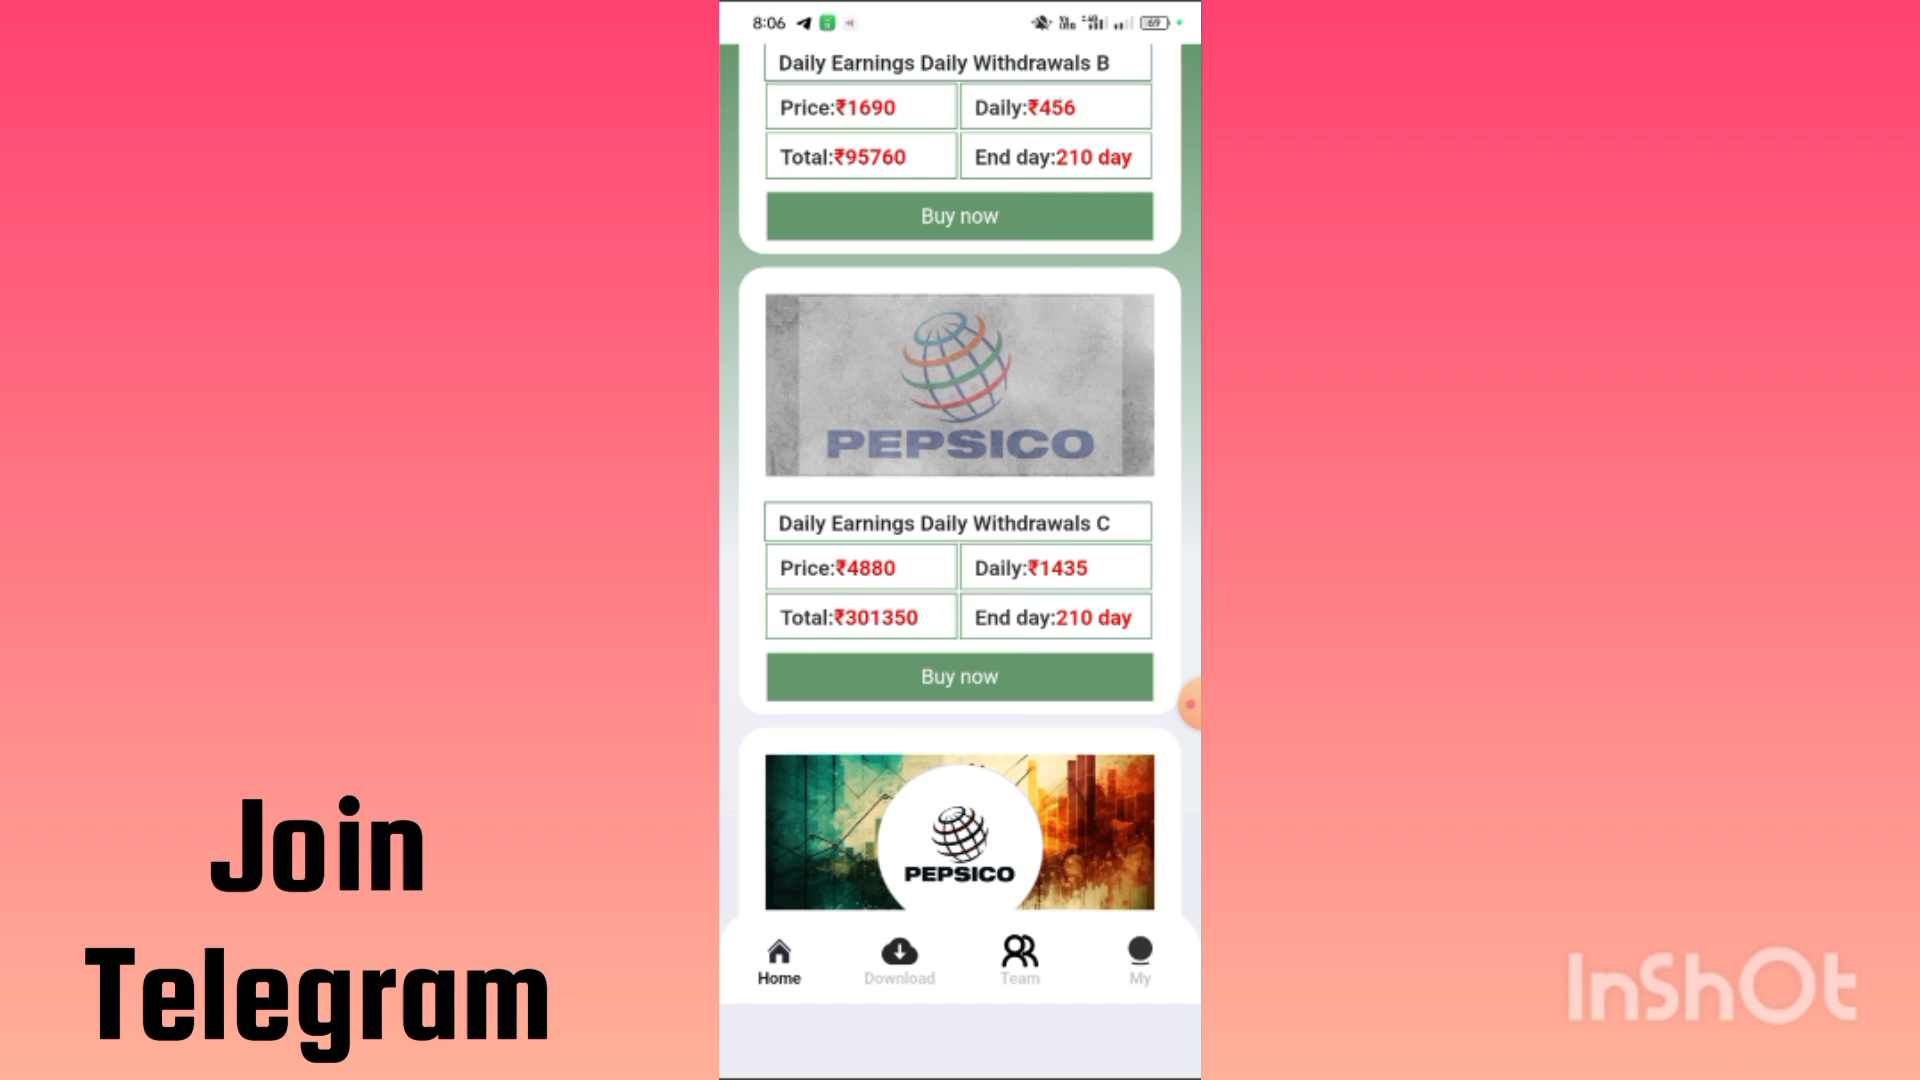 8:06
69
Daily Earnings Daily Withdrawals B
Price:₹1690 Daily:₹456
Total:₹95760 End day:210 day
Buy now
PEPSICO
Daily Earnings Daily Withdrawals C
Price:₹4880 Daily:₹1435
Total:₹301350 End day:210 day
Buy now
PEPSICO
Home Download Team My
Join
Telegram
InShOt